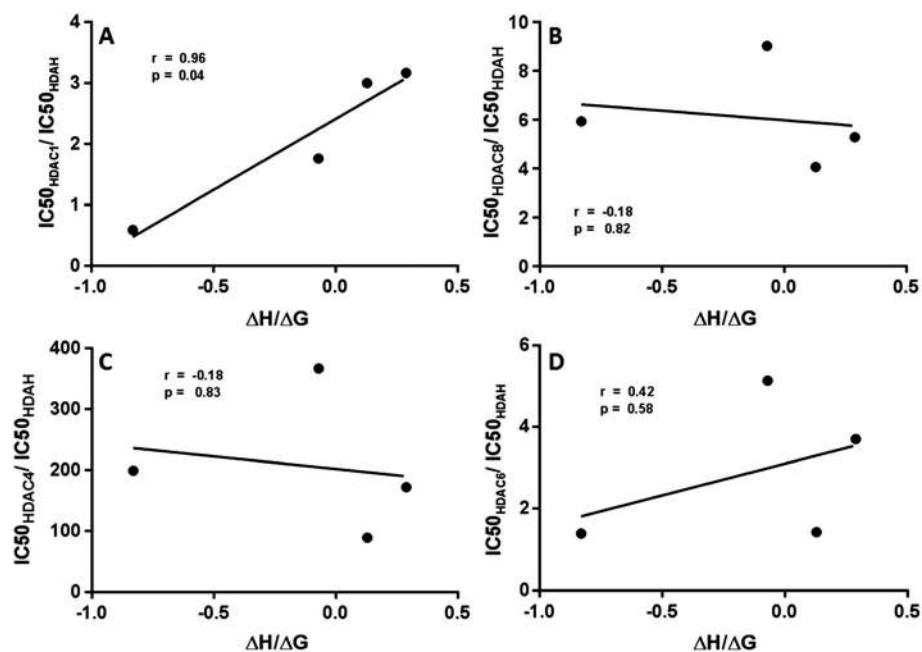 A
r = 0.96
p = 0.04
IC50HDAC1/ IC50HDAH
4
3
2
1
0
-1.0 -0.5 0.0 0.5
ΔH/ΔG
B
IC50HDAC8/ IC50HDAH
10
8
6
4
2
0
r = -0.18
p = 0.82
-1.0 -0.5 0.0 0.5
ΔH/ΔG
C
r = -0.18
p = 0.83
IC50HDAC4/ IC50HDAH
400
300
200
100
0
-1.0 -0.5 0.0 0.5
ΔH/ΔG
D
r = 0.42
p = 0.58
IC50HDAC6/ IC50HDAH
6
4
2
0
-1.0 -0.5 0.0 0.5
ΔH/ΔG